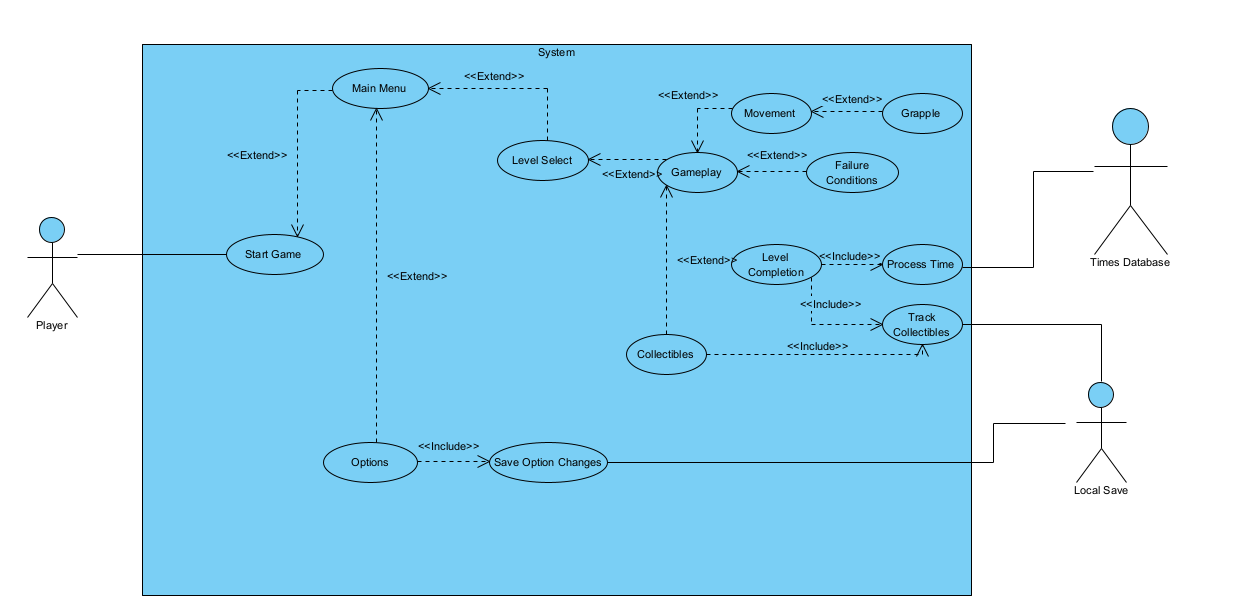 System
Main Menu
<<Extend>>
<<Extend>>
Movement
<<Extend>>
Grapple
<<Extend>>
Level Select
<<Extend>>
Gameplay
<<Extend>>
Failure
Conditions
Start Game
<<Extend>>
<<Extend>>
Level
Completion
<<Include>>
Process Time
Times Database
<<Include>>
Track
Collectibles
Player
Collectibles
<<Include>>
Options
<<Include>>
Save Option Changes
Local Save